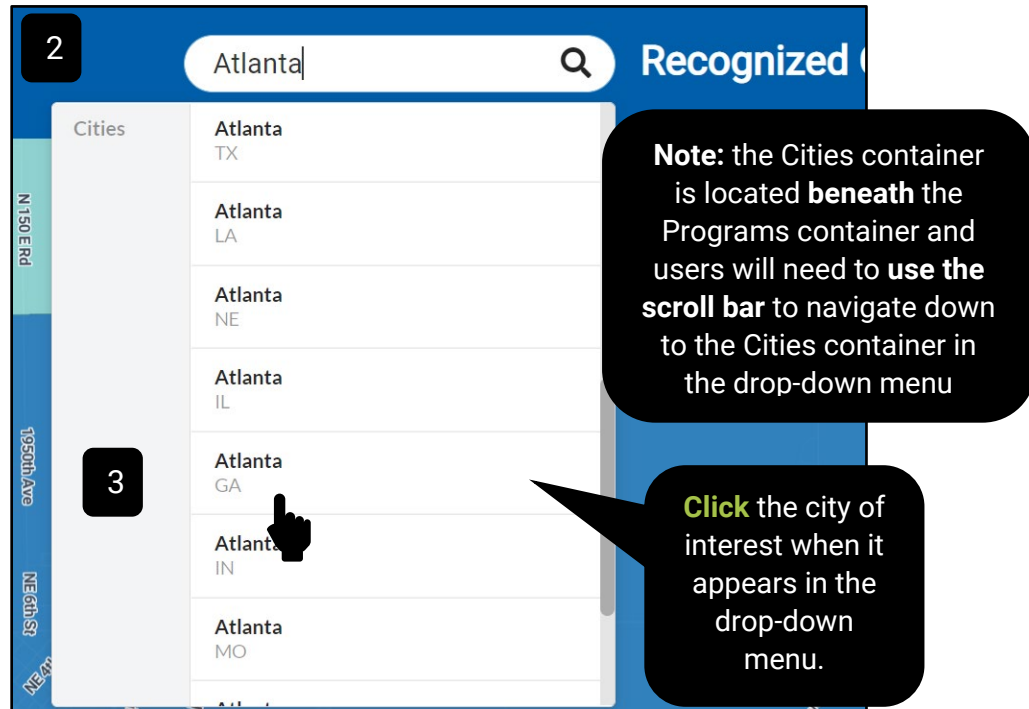 2
Atlanta
Recognized
Cities
Atlanta
TX
Atlanta
LA
Atlanta
NE
Atlanta
IL
Atlanta
GA
Atlanta
IN
Atlanta
MO
3
Note: the Cities container
is located beneath the
Programs container and
users will need to use the
scroll bar to navigate down
to the Cities container in
the drop-down menu
Click the city of
interest when it
appears in the
drop-down
menu.
N 150 E Rd
1950th Ave
NE 6th St